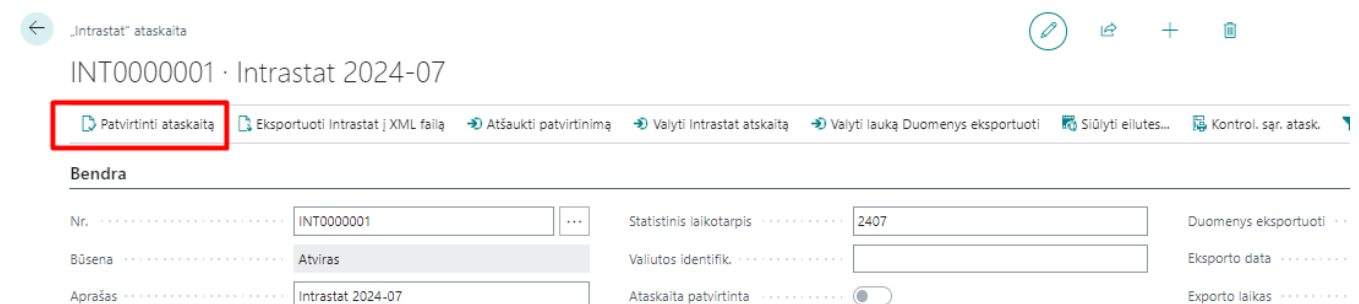 „Intrastat“ ataskaita
INT0000001 · Intrastat 2024-07
Patvirtinti ataskaitą Eksportuoti Intrastat į XML failą Atšaukti patvirtinimą Valyti Intrastat atskaitą Valyti lauką Duomenys eksportuoti Siūlyti eilutes... Kontrol. sąr. atask.
Bendra
Nr. INT0000001 ... Statistinis laikotarpis 2407 Duomenys eksportuoti
Būsena Atviras Valiutos identifik. Eksporto data
Aprašas Intrastat 2024-07 Ataskaita patvirtinta Exporto laikas